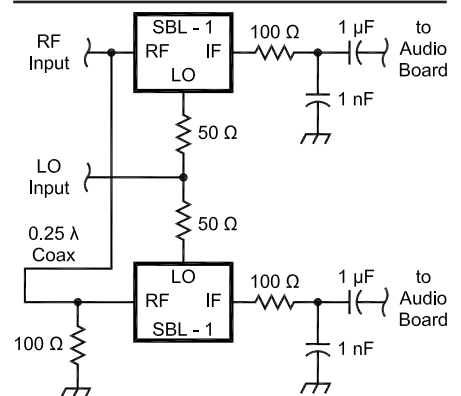 RF
Input
SBL - 1
RF IF
LO
100 Ω
1 µF
to
Audio
Board
1 nF
50 Ω
LO
Input
50 Ω
0.25 λ
Coax
LO
RF IF
SBL - 1
100 Ω
1 µF
to
Audio
Board
100 Ω
1 nF